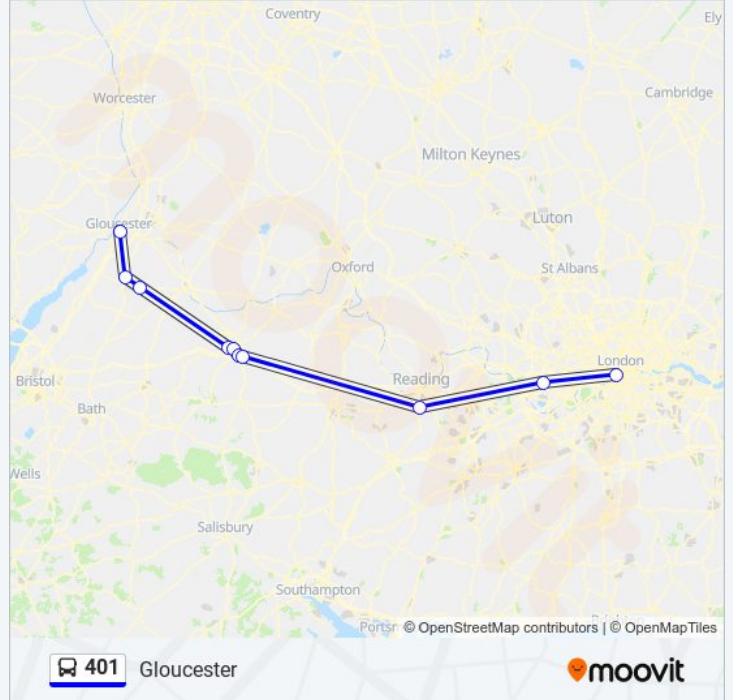 Coventry
Ely
Worcester
Cambridge
Milton Keynes
Gloucester
Luton
Oxford
St Albans
London
Reading
Bristol
Bath
Wells
Salisbury
Southampton
Portsr
© OpenStreetMap contributors | © OpenMapTiles
401 Gloucester
moovit